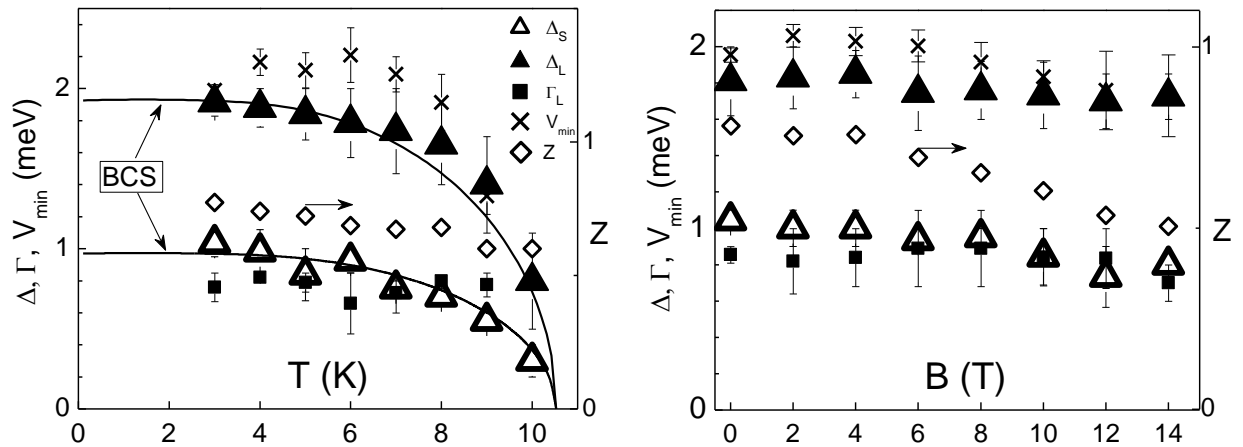 Δ, Γ, V_min (meV)
2
1
0
0 2 4 6 8 10
T (K)
BCS
Δ_S
Δ_L
Γ_L
V_min
Z
1
0
Z
Δ, Γ, V_min (meV)
2
1
0
0 2 4 6 8 10 12 14
B (T)
1
0
Z